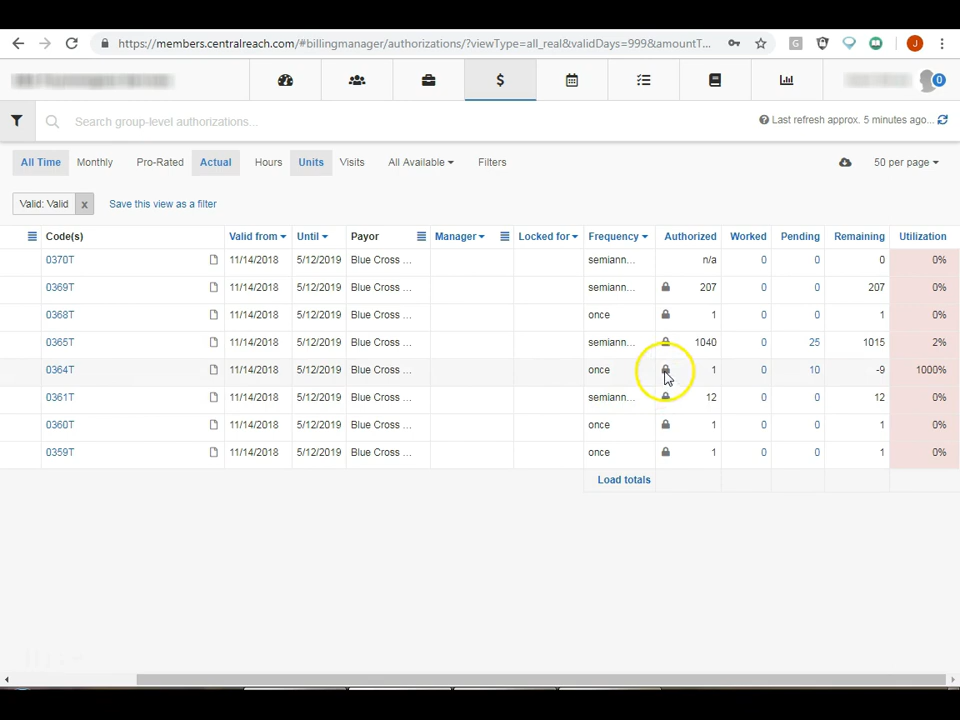 https://members.centralreach.com/#billingmanager/authorizations/?viewType=all_real&validDays=999&amountT...
G
J
$
0
Search group-level authorizations...
Last refresh approx. 5 minutes ago...
All Time Monthly Pro-Rated Actual Hours Units Visits All Available Filters 50 per page
Valid: Valid x Save this view as a filter
Code(s) Valid from Until Payor Manager Locked for Frequency Authorized Worked Pending Remaining Utilization
0370T 11/14/2018 5/12/2019 Blue Cross ... semiann... n/a 0 0 0 0%
0369T 11/14/2018 5/12/2019 Blue Cross ... semiann... 207 0 0 207 0%
0368T 11/14/2018 5/12/2019 Blue Cross ... once 1 0 0 1 0%
0365T 11/14/2018 5/12/2019 Blue Cross ... semiann... 1040 0 25 1015 2%
0364T 11/14/2018 5/12/2019 Blue Cross ... once 1 0 10 -9 1000%
0361T 11/14/2018 5/12/2019 Blue Cross ... semiann... 12 0 0 12 0%
0360T 11/14/2018 5/12/2019 Blue Cross ... once 1 0 0 1 0%
0359T 11/14/2018 5/12/2019 Blue Cross ... once 1 0 0 1 0%
Load totals